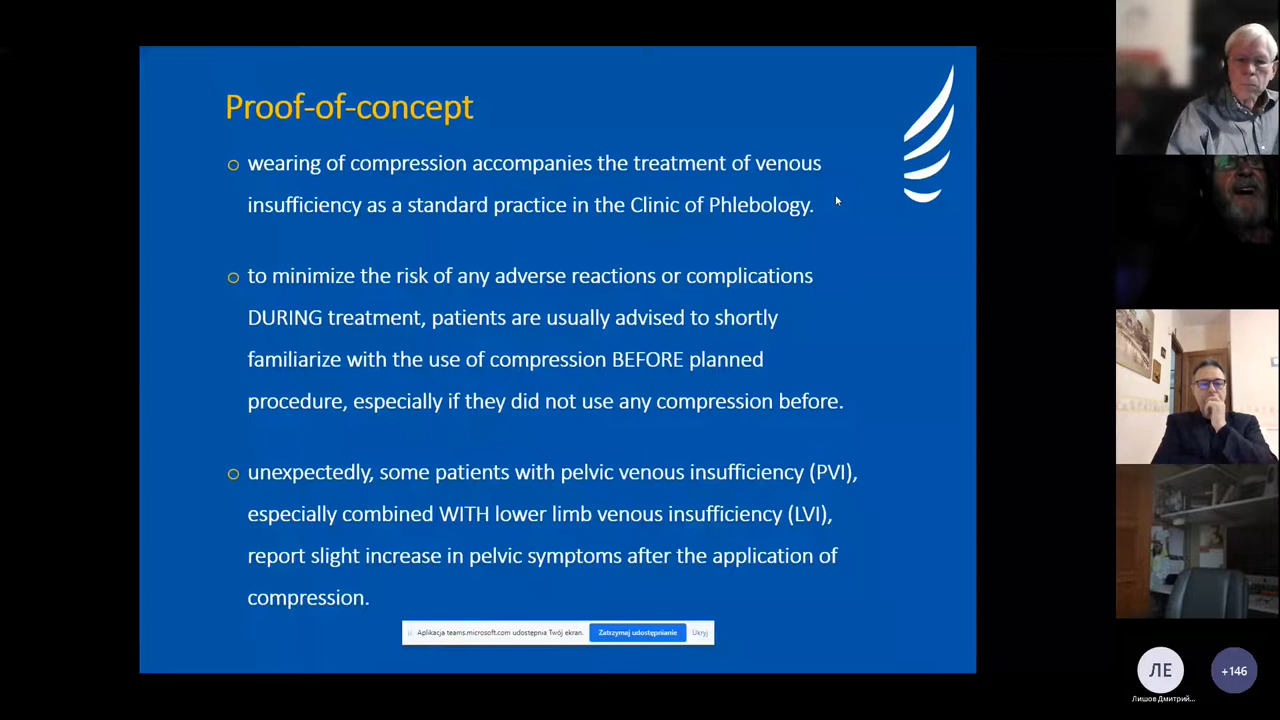 Proof-of-concept
wearing of compression accompanies the treatment of venous
insufficiency as a standard practice in the Clinic of Phlebology.
to minimize the risk of any adverse reactions or complications
DURING treatment, patients are usually advised to shortly
familiarize with the use of compression BEFORE planned
procedure, especially if they did not use any compression before.
unexpectedly, some patients with pelvic venous insufficiency (PVI),
especially combined WITH lower limb venous insufficiency (LVI),
report slight increase in pelvic symptoms after the application of
compression.
Aplikacja teams.microsoft.com udostępnia Twój ekran. Zatrzymaj udostępnianie Ukryj
ЛЕ +146
Лишов Дмитрий...